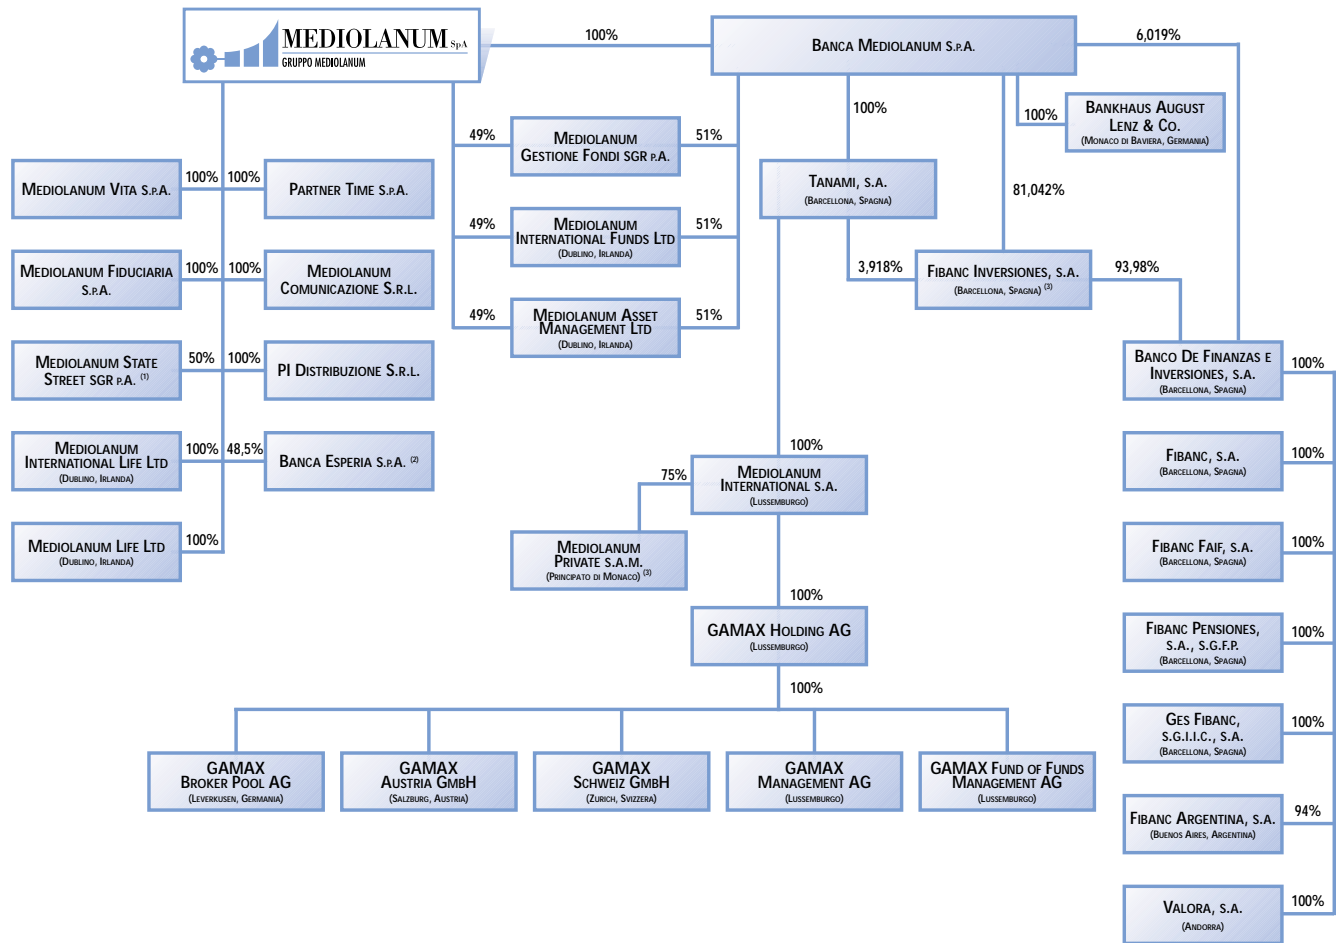 MEDIOLANUM SpA
GRUPPO MEDIOLANUM
100%
BANCA MEDIOLANUM S.P.A.
6,019%
100%
100%
BANKHAUS AUGUST
LENZ & CO.
(MONACO DI BAVIERA, GERMANIA)
49%
MEDIOLANUM
GESTIONE FONDI SGR P.A.
51%
MEDIOLANUM VITA S.P.A.
100%
100%
PARTNER TIME S.P.A.
TANAMI, S.A.
(BARCELLONA, SPAGNA)
81,042%
49%
MEDIOLANUM
INTERNATIONAL FUNDS LTD
(DUBLINO, IRLANDA)
51%
MEDIOLANUM FIDUCIARIA
S.P.A.
100%
100%
MEDIOLANUM
COMUNICAZIONE S.R.L.
3,918%
FIBANC INVERSIONES, S.A.
(BARCELLONA, SPAGNA) (3)
93,98%
49%
MEDIOLANUM ASSET
MANAGEMENT LTD
(DUBLINO, IRLANDA)
51%
MEDIOLANUM STATE
STREET SGR P.A. (1)
50%
100%
PI DISTRIBUZIONE S.R.L.
BANCO DE FINANZAS E
INVERSIONES, S.A.
(BARCELLONA, SPAGNA)
100%
MEDIOLANUM
INTERNATIONAL LIFE LTD
(DUBLINO, IRLANDA)
100%
48,5%
BANCA ESPERIA S.P.A. (2)
100%
FIBANC, S.A.
(BARCELLONA, SPAGNA)
100%
75%
MEDIOLANUM
INTERNATIONAL S.A.
(LUSSEMBURGO)
MEDIOLANUM LIFE LTD
(DUBLINO, IRLANDA)
100%
MEDIOLANUM
PRIVATE S.A.M.
(PRINCIPATO DI MONACO) (3)
FIBANC FAIF, S.A.
(BARCELLONA, SPAGNA)
100%
100%
GAMAX HOLDING AG
(LUSSEMBURGO)
FIBANC PENSIONES,
S.A., S.G.F.P.
(BARCELLONA, SPAGNA)
100%
100%
GES FIBANC,
S.G.I.I.C., S.A.
(BARCELLONA, SPAGNA)
100%
GAMAX
BROKER POOL AG
(LEVERKUSEN, GERMANIA)
GAMAX
AUSTRIA GMBH
(SALZBURG, AUSTRIA)
GAMAX
SCHWEIZ GMBH
(ZURICH, SVIZZERA)
GAMAX
MANAGEMENT AG
(LUSSEMBURGO)
GAMAX FUND OF FUNDS
MANAGEMENT AG
(LUSSEMBURGO)
FIBANC ARGENTINA, S.A.
(BUENOS AIRES, ARGENTINA)
94%
VALORA, S.A.
(ANDORRA)
100%